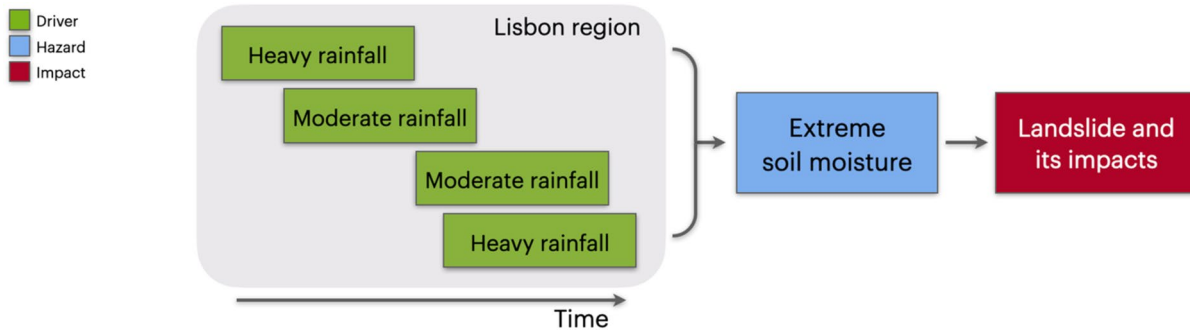 Driver
Hazard
Impact
Lisbon region
Heavy rainfall
Moderate rainfall
Moderate rainfall
Heavy rainfall
Time
Extreme
soil moisture
Landslide and
its impacts